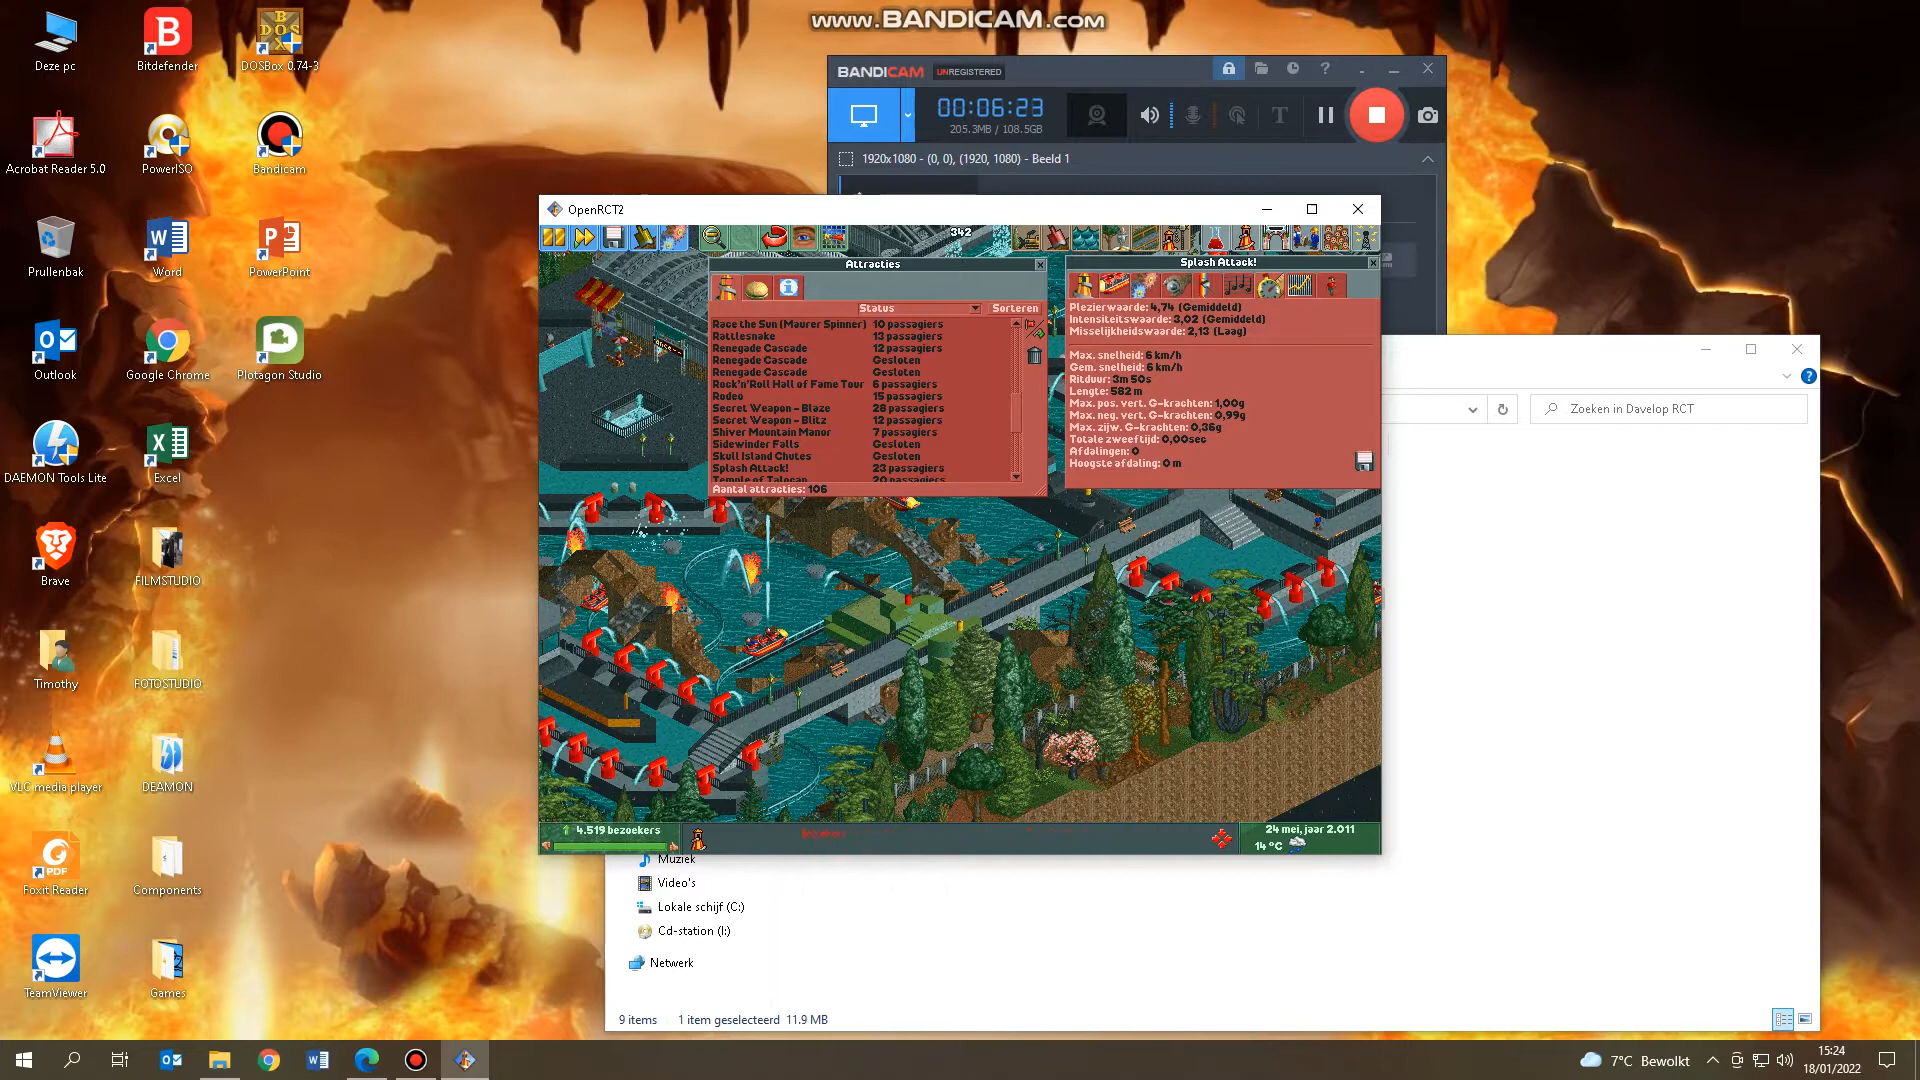 www.BANDICAM.com
Deze pc
Bitdefender
DOSBox 0.74-3
Acrobat Reader 5.0
PowerISO
Bandicam
Prullenbak
Word
PowerPoint
Outlook
Google Chrome
Plotagon Studio
DAEMON Tools Lite
Excel
Brave
FILMSTUDIO
Timothy
FOTOSTUDIO
VLC media player
DEAMON
Foxit Reader
Components
TeamViewer
Games
BANDICAM UNREGISTERED
00:06:23
205.3MB / 108.5GB
1920x1080 - (0, 0), (1920, 1080) - Beeld 1
OpenRCT2
342
Attracties
Status
Sorteren
Race the Sun (Maurer Spinner) 10 passagiers
Rattlesnake 13 passagiers
Renegade Cascade 12 passagiers
Renegade Cascade Gesloten
Renegade Cascade Gesloten
Rock'n'Roll Hall of Fame Tour 6 passagiers
Rodeo 15 passagiers
Secret Weapon - Blaze 28 passagiers
Secret Weapon - Blitz 12 passagiers
Shiver Mountain Manor 7 passagiers
Sidewinder Falls Gesloten
Skull Island Chutes Gesloten
Splash Attack! 23 passagiers
Temple of Talocan 20 passagiers
Aantal attracties: 106
Splash Attack!
Plezierwaarde: 4,74 (Gemiddeld)
Intensiteitswaarde: 3,02 (Gemiddeld)
Misselijkheidswaarde: 2,13 (Laag)
Max. snelheid: 6 km/h
Gem. snelheid: 6 km/h
Ritduur: 3m 50s
Lengte: 582 m
Max. pos. vert. G-krachten: 1,00g
Max. neg. vert. G-krachten: 0,99g
Max. zijw. G-krachten: 0,36g
Totale zweeftijd: 0,00sec
Afdalingen: 0
Hoogste afdaling: 0 m
4.519 bezoekers
24 mei, jaar 2.011
14 °C
Zoeken in Davelop RCT
Muziek
Video's
Lokale schijf (C:)
Cd-station (I:)
Netwerk
9 items 1 item geselecteerd 11.9 MB
7°C Bewolkt
15:24
18/01/2022